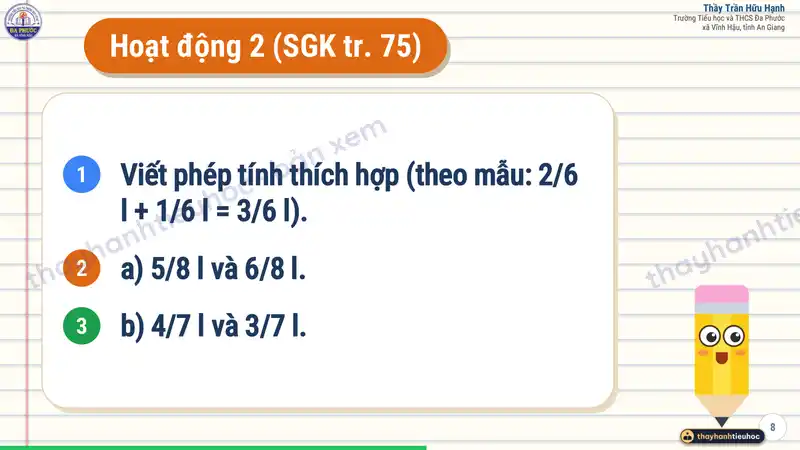 Thầy Trần Hữu Hạnh
Trường Tiểu học và THCS Đa Phước
xã Vĩnh Hậu, tỉnh An Giang
ĐA PHƯỚC
Hoạt động 2 (SGK tr. 75)
1
Viết phép tính thích hợp (theo mẫu: 2/6
l + 1/6 l = 3/6 l).
2
a) 5/8 l và 6/8 l.
3
b) 4/7 l và 3/7 l.
thayhanhtieuhoc
8